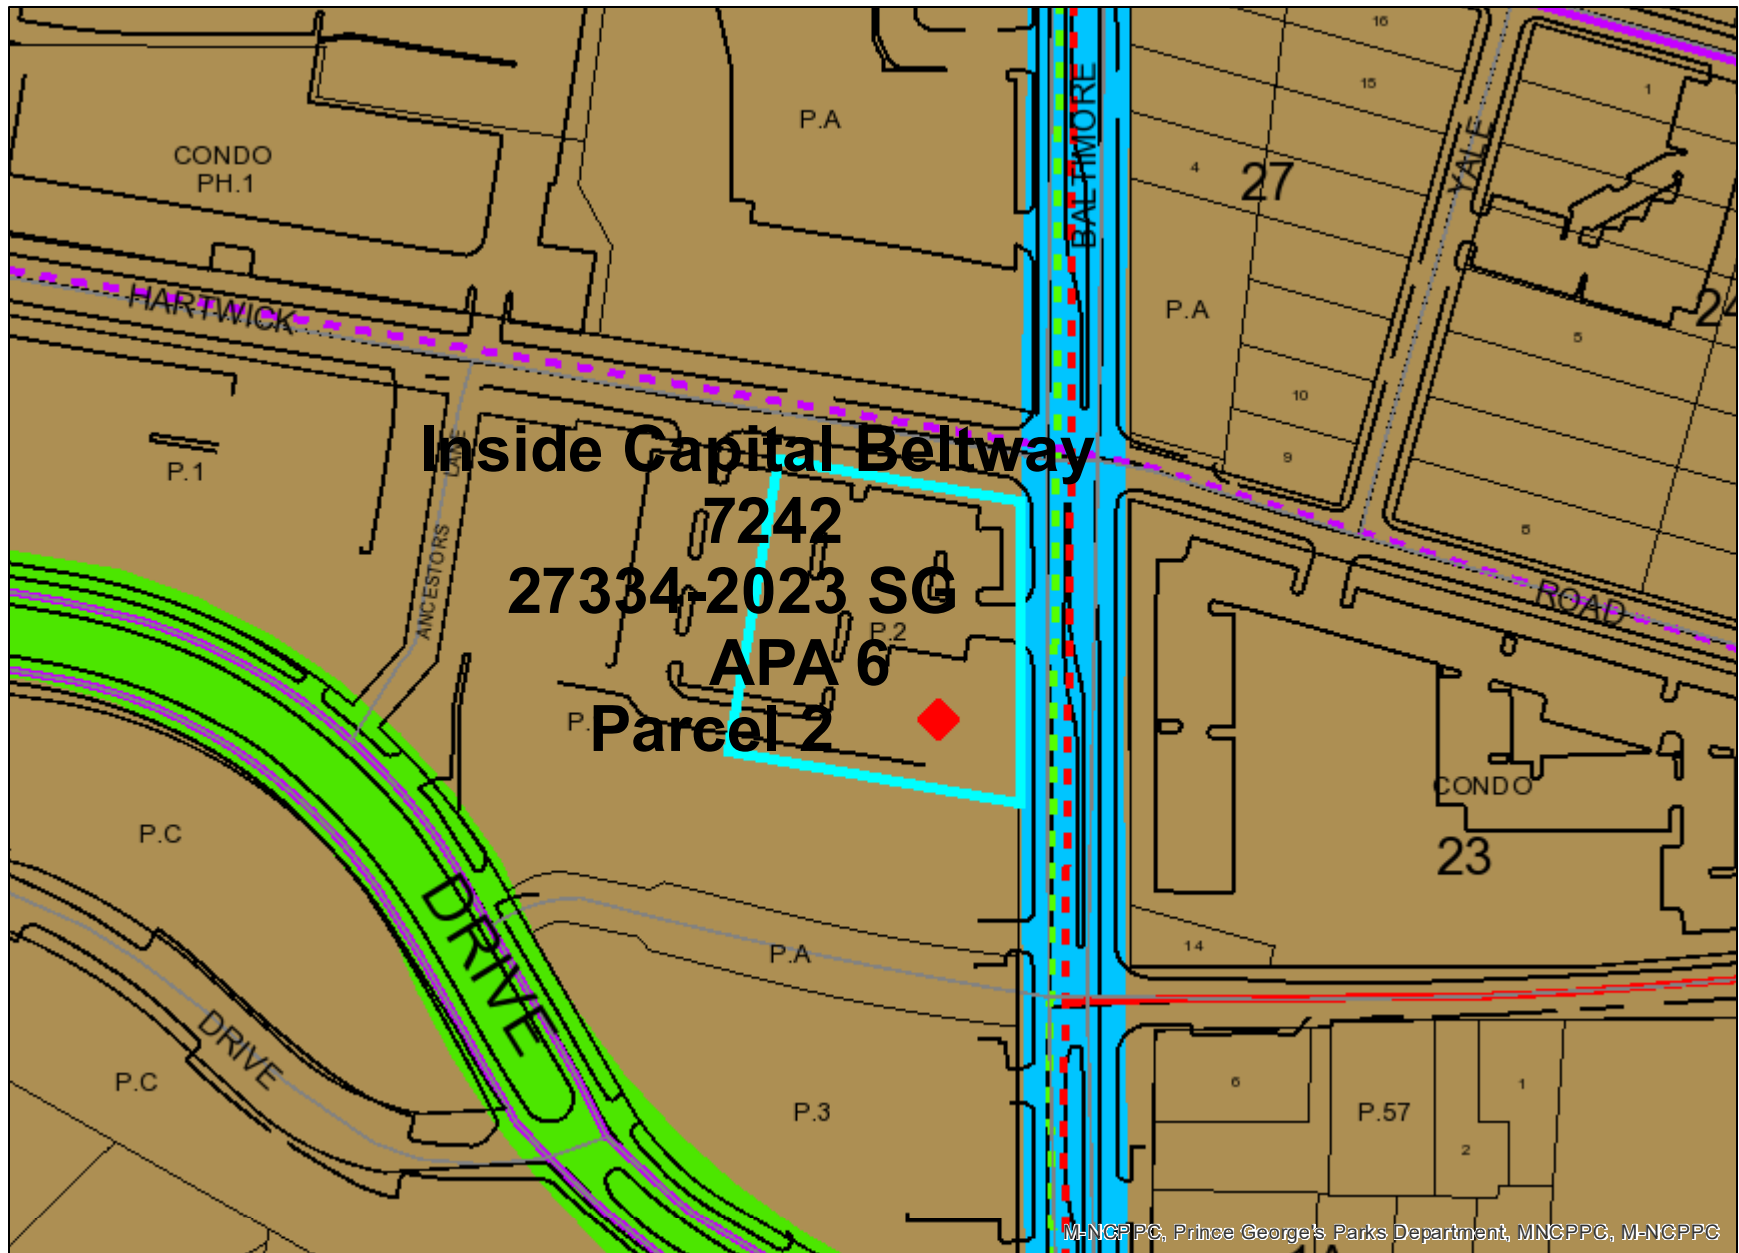 16
15
1
BALTIMORE
P.A
YALE
CONDO
PH.1
4
27
HARTWICK
P.A
24
5
10
Inside Capital Beltway
9
LANE
P.1
7242
6
ANCESTORS
27334-2023 SG
ROAD
P.2
APA 6
P.
Parcel 2
CONDO
P.C
23
DRIVE
14
P.A
DRIVE
P.C
6
1
P.3
P.57
2
M-NCPPC, Prince George's Parks Department, MNCPPC, M-NCPPC